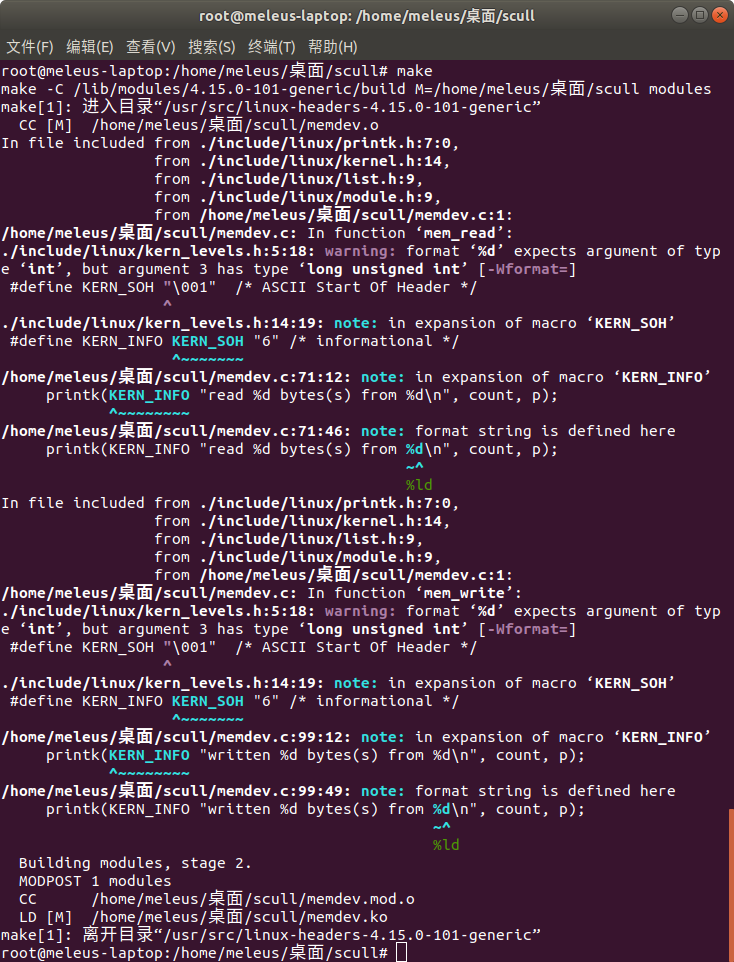 root@meleus-laptop: /home/meleus/桌面/scull
文件(F) 编辑(E) 查看(V) 搜索(S) 终端(T) 帮助(H)
root@meleus-laptop:/home/meleus/桌面/scull# make
make -C /lib/modules/4.15.0-101-generic/build M=/home/meleus/桌面/scull modules
make[1]: 进入目录“/usr/src/linux-headers-4.15.0-101-generic”
  CC [M]  /home/meleus/桌面/scull/memdev.o
In file included from ./include/linux/printk.h:7:0,
                 from ./include/linux/kernel.h:14,
                 from ./include/linux/list.h:9,
                 from ./include/linux/module.h:9,
                 from /home/meleus/桌面/scull/memdev.c:1:
/home/meleus/桌面/scull/memdev.c: In function ‘mem_read’:
./include/linux/kern_levels.h:5:18: warning: format ‘%d’ expects argument of typ
e ‘int’, but argument 3 has type ‘long unsigned int’ [-Wformat=]
 #define KERN_SOH "\001"  /* ASCII Start Of Header */
                  ^
./include/linux/kern_levels.h:14:19: note: in expansion of macro ‘KERN_SOH’
 #define KERN_INFO KERN_SOH "6" /* informational */
                   ^~~~~~~~
/home/meleus/桌面/scull/memdev.c:71:12: note: in expansion of macro ‘KERN_INFO’
     printk(KERN_INFO "read %d bytes(s) from %d\n", count, p);
            ^~~~~~~~~
/home/meleus/桌面/scull/memdev.c:71:46: note: format string is defined here
     printk(KERN_INFO "read %d bytes(s) from %d\n", count, p);
                                             ~^
                                             %ld
In file included from ./include/linux/printk.h:7:0,
                 from ./include/linux/kernel.h:14,
                 from ./include/linux/list.h:9,
                 from ./include/linux/module.h:9,
                 from /home/meleus/桌面/scull/memdev.c:1:
/home/meleus/桌面/scull/memdev.c: In function ‘mem_write’:
./include/linux/kern_levels.h:5:18: warning: format ‘%d’ expects argument of typ
e ‘int’, but argument 3 has type ‘long unsigned int’ [-Wformat=]
 #define KERN_SOH "\001"  /* ASCII Start Of Header */
                  ^
./include/linux/kern_levels.h:14:19: note: in expansion of macro ‘KERN_SOH’
 #define KERN_INFO KERN_SOH "6" /* informational */
                   ^~~~~~~~
/home/meleus/桌面/scull/memdev.c:99:12: note: in expansion of macro ‘KERN_INFO’
     printk(KERN_INFO "written %d bytes(s) from %d\n", count, p);
            ^~~~~~~~~
/home/meleus/桌面/scull/memdev.c:99:49: note: format string is defined here
     printk(KERN_INFO "written %d bytes(s) from %d\n", count, p);
                                                ~^
                                                %ld
  Building modules, stage 2.
  MODPOST 1 modules
  CC      /home/meleus/桌面/scull/memdev.mod.o
  LD [M]  /home/meleus/桌面/scull/memdev.ko
make[1]: 离开目录“/usr/src/linux-headers-4.15.0-101-generic”
root@meleus-laptop:/home/meleus/桌面/scull#